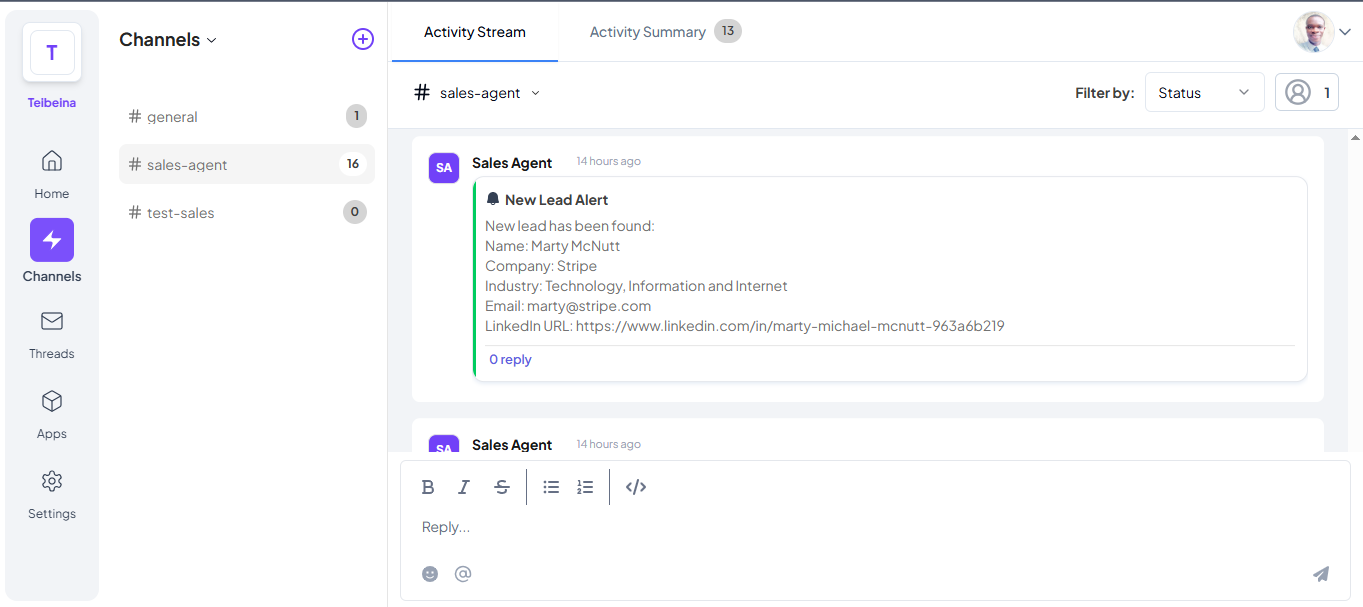 T
Teibeina
Home
Channels
Threads
Apps
Settings
Channels
# general 1
# sales-agent 16
# test-sales 0
Activity Stream
Activity Summary 13
# sales-agent
Filter by: Status 1
SA Sales Agent 14 hours ago
New Lead Alert
New lead has been found:
Name: Marty McNutt
Company: Stripe
Industry: Technology, Information and Internet
Email: marty@stripe.com
LinkedIn URL: https://www.linkedin.com/in/marty-michael-mcnutt-963a6b219
0 reply
SA Sales Agent 14 hours ago
B I S </>
Reply...
@